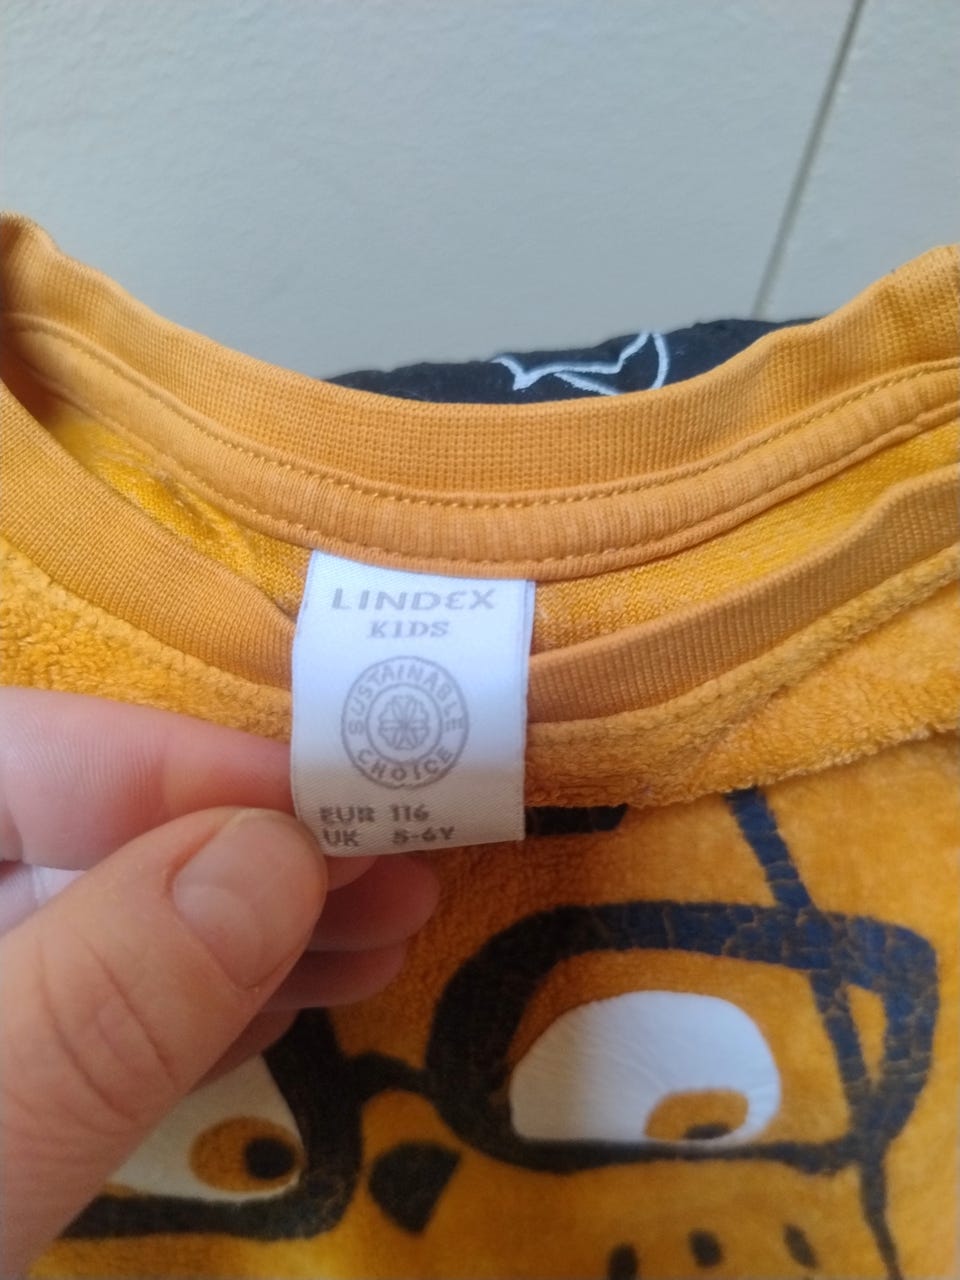 LINDEX
KIDS
SUSTAINABLE
CHOICE
EUR 116
UK 5-6Y